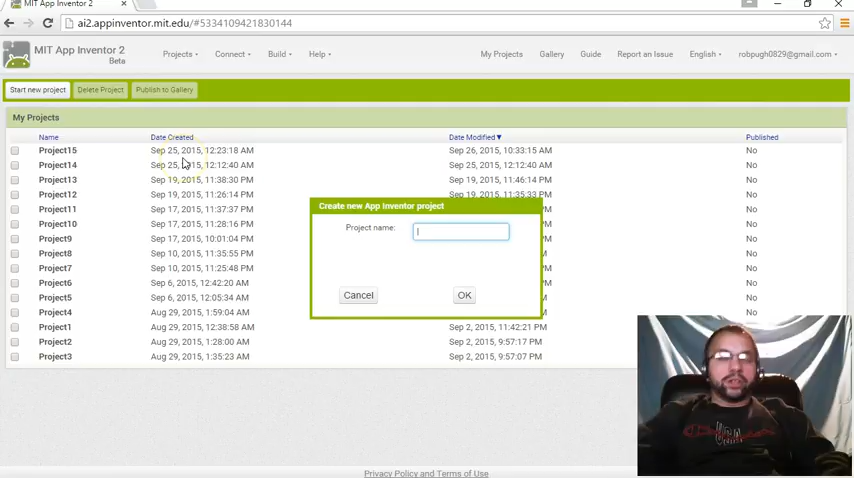 MIT App Inventor 2
ai2.appinventor.mit.edu/#5334109421830144
MIT App Inventor 2
Beta
Projects
Connect
Build
Help
My Projects
Gallery
Guide
Report an Issue
English
robpugh0829@gmail.com
Start new project
Delete Project
Publish to Gallery
My Projects
Name Date Created Date Modified Published
Project15 Sep 25, 2015, 12:23:18 AM Sep 26, 2015, 10:33:15 AM No
Project14 Sep 25, 2015, 12:12:40 AM Sep 25, 2015, 12:12:40 AM No
Project13 Sep 19, 2015, 11:38:30 PM Sep 19, 2015, 11:46:14 PM No
Project12 Sep 19, 2015, 11:26:14 PM Sep 19, 2015, 11:35:33 PM No
Project11 Sep 17, 2015, 11:37:37 PM PM No
Project10 Sep 17, 2015, 11:28:16 PM PM No
Project9 Sep 17, 2015, 10:01:04 PM M No
Project8 Sep 10, 2015, 11:35:55 PM PM No
Project7 Sep 10, 2015, 11:25:48 PM PM No
Project6 Sep 6, 2015, 12:42:20 AM M No
Project5 Sep 6, 2015, 12:05:34 AM M No
Project4 Aug 29, 2015, 1:59:04 AM M No
Project1 Aug 29, 2015, 12:38:58 AM Sep 2, 2015, 11:42:21 PM
Project2 Aug 29, 2015, 1:28:00 AM Sep 2, 2015, 9:57:17 PM
Project3 Aug 29, 2015, 1:35:23 AM Sep 2, 2015, 9:57:07 PM
Create new App Inventor project
Project name:
Cancel
OK
Privacy Policy and Terms of Use